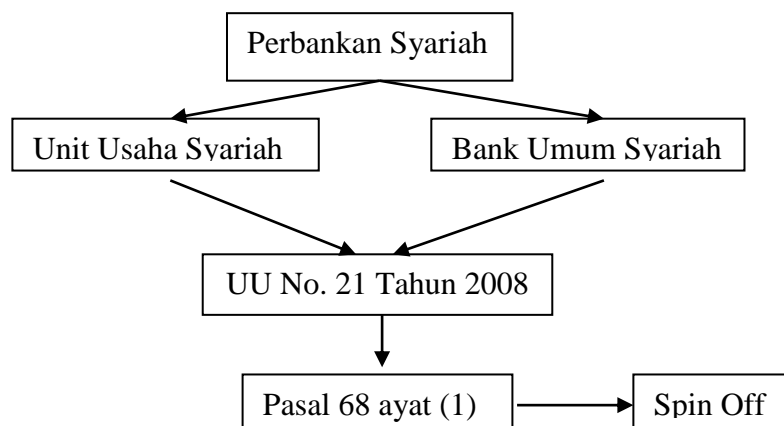 Perbankan Syariah
Unit Usaha Syariah
Bank Umum Syariah
UU No. 21 Tahun 2008
Pasal 68 ayat (1)
Spin Off